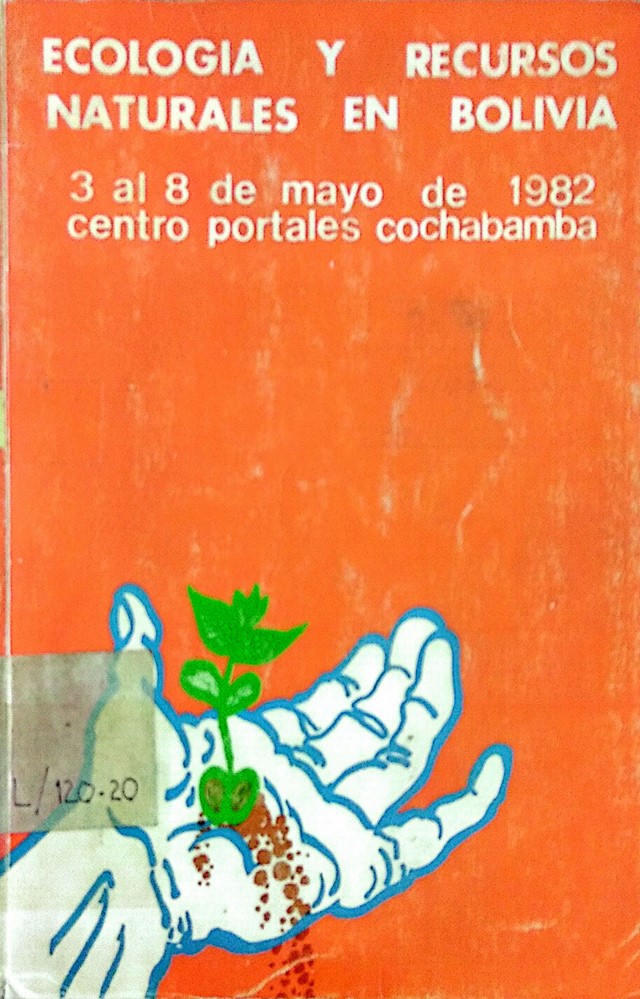 ECOLOGIA Y RECURSOS
NATURALES EN BOLIVIA
3 al 8 de mayo de 1982
centro portales cochabamba
L/120-20